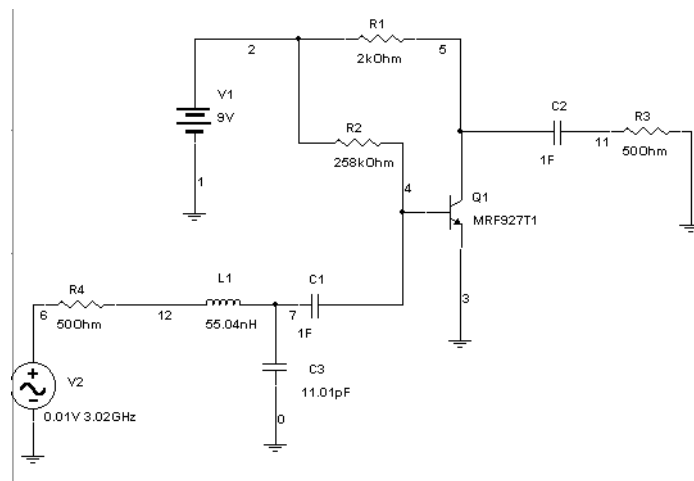 R1
2
5
2kOhm
V1
9V
C2
R3
R2
1F
11
50Ohm
258kOhm
1
4
Q1
MRF927T1
L1
C1
R4
3
6
50Ohm
12
55.04nH
7
1F
C3
11.01pF
V2
0.01V 3.02GHz
0